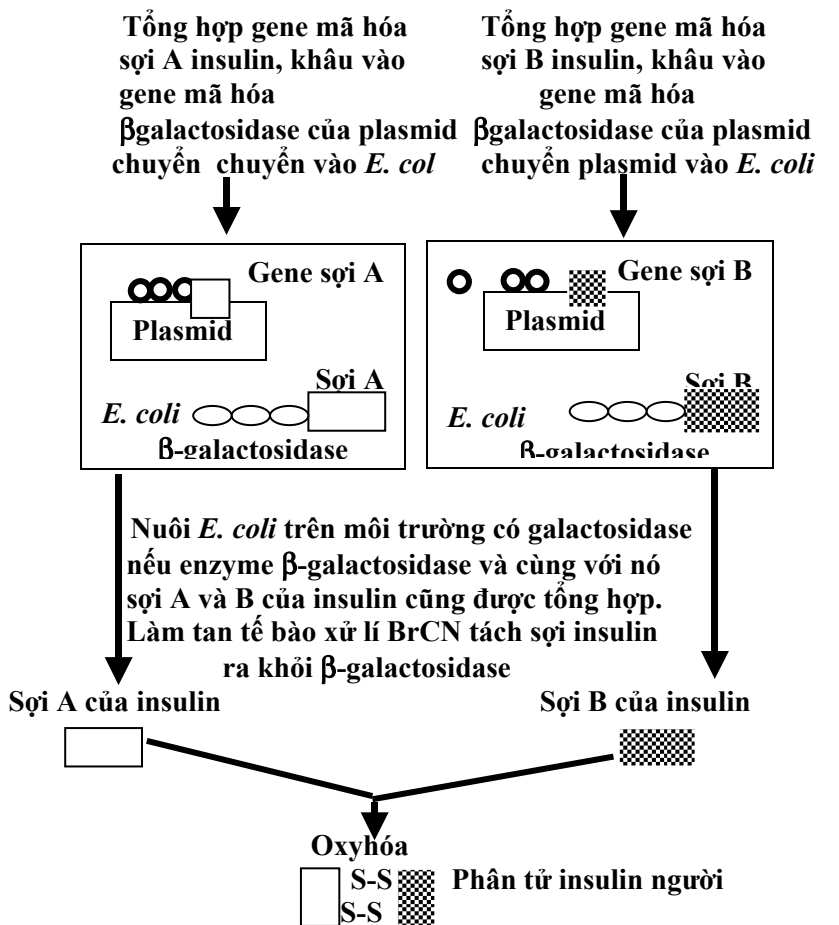 Tổng hợp gene mã hóa
sợi A insulin, khâu vào
gene mã hóa
βgalactosidase của plasmid
chuyển chuyển vào E. col
Tổng hợp gene mã hóa
sợi B insulin, khâu vào
gene mã hóa
βgalactosidase của plasmid
chuyển plasmid vào E. coli
Gene sợi A
Plasmid
Sợi A
E. coli
β-galactosidase
Gene sợi B
Plasmid
Sợi B
E. coli
β-galactosidase
Nuôi E. coli trên môi trường có galactosidase
nếu enzyme β-galactosidase và cùng với nó
sợi A và B của insulin cũng được tổng hợp.
Làm tan tế bào xử lí BrCN tách sợi insulin
ra khỏi β-galactosidase
Sợi A của insulin
Sợi B của insulin
Oxyhóa
S-S
S-S
Phân tử insulin người